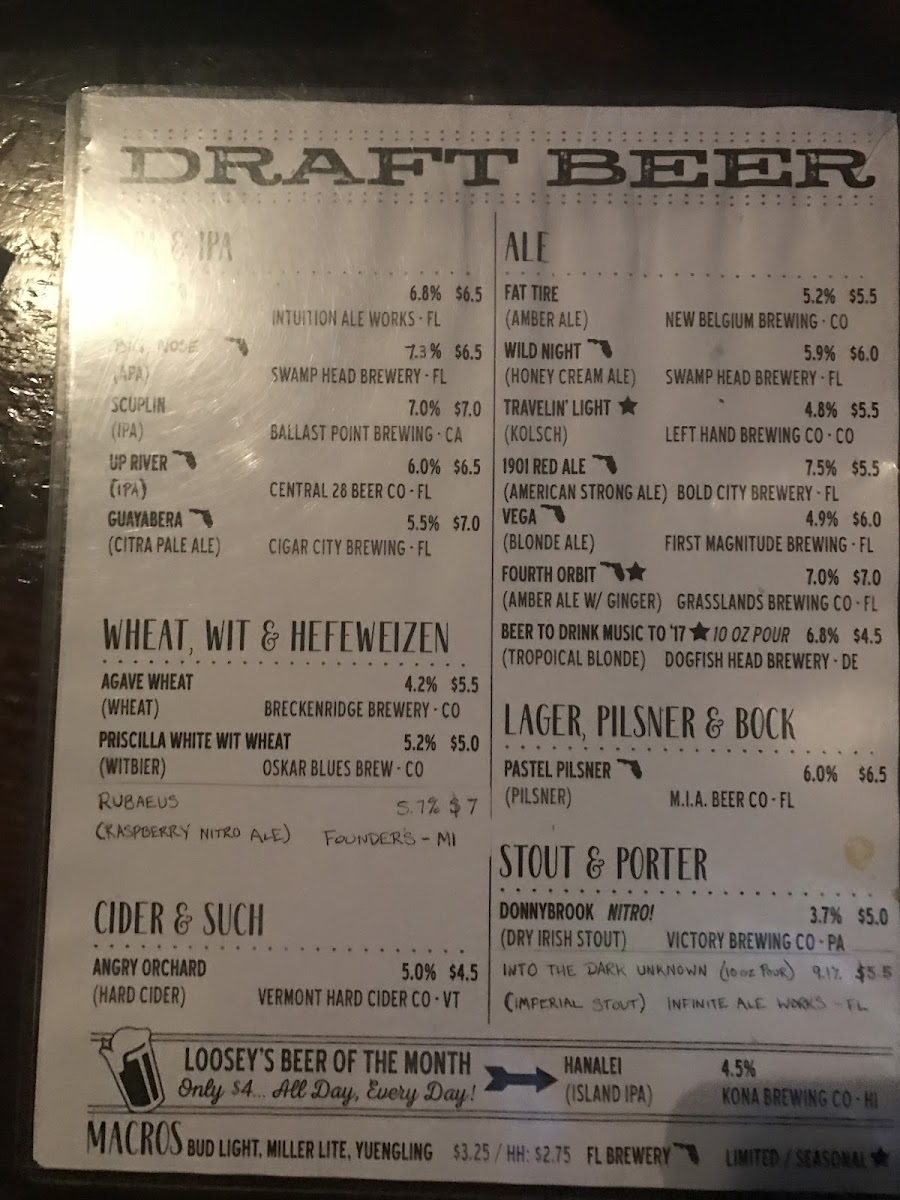 DRAFT BEER
& IPA
6.8% $6.5
INTUITION ALE WORKS - FL
BIG NOSE 7.3% $6.5
(APA) SWAMP HEAD BREWERY - FL
SCUPLIN 7.0% $7.0
(IPA) BALLAST POINT BREWING - CA
UP RIVER 6.0% $6.5
(IPA) CENTRAL 28 BEER CO - FL
GUAYABERA 5.5% $7.0
(CITRA PALE ALE) CIGAR CITY BREWING - FL
WHEAT, WIT & HEFEWEIZEN
AGAVE WHEAT 4.2% $5.5
(WHEAT) BRECKENRIDGE BREWERY - CO
PRISCILLA WHITE WIT WHEAT 5.2% $5.0
(WITBIER) OSKAR BLUES BREW - CO
RUBAEUS 5.7% $7
(RASPBERRY NITRO ALE) FOUNDER'S - MI
CIDER & SUCH
ANGRY ORCHARD 5.0% $4.5
(HARD CIDER) VERMONT HARD CIDER CO - VT
ALE
FAT TIRE 5.2% $5.5
(AMBER ALE) NEW BELGIUM BREWING - CO
WILD NIGHT 5.9% $6.0
(HONEY CREAM ALE) SWAMP HEAD BREWERY - FL
TRAVELIN' LIGHT ★ 4.8% $5.5
(KOLSCH) LEFT HAND BREWING CO - CO
1901 RED ALE 7.5% $5.5
(AMERICAN STRONG ALE) BOLD CITY BREWERY - FL
VEGA 4.9% $6.0
(BLONDE ALE) FIRST MAGNITUDE BREWING - FL
FOURTH ORBIT ★ 7.0% $7.0
(AMBER ALE W/ GINGER) GRASSLANDS BREWING CO - FL
BEER TO DRINK MUSIC TO '17 ★ 10 OZ POUR 6.8% $4.5
(TROPOICAL BLONDE) DOGFISH HEAD BREWERY - DE
LAGER, PILSNER & BOCK
PASTEL PILSNER 6.0% $6.5
(PILSNER) M.I.A. BEER CO - FL
STOUT & PORTER
DONNYBROOK NITRO! 3.7% $5.0
(DRY IRISH STOUT) VICTORY BREWING CO - PA
INTO THE DARK UNKNOWN (10 OZ POUR) 9.1% $5.5
(IMPERIAL STOUT) INFINITE ALE WORKS - FL
LOOSEY'S BEER OF THE MONTH
Only $4... All Day, Every Day!
HANALEI 4.5%
(ISLAND IPA) KONA BREWING CO - HI
MACROS BUD LIGHT, MILLER LITE, YUENGLING $3.25 / HH: $2.75 FL BREWERY LIMITED / SEASONAL ★